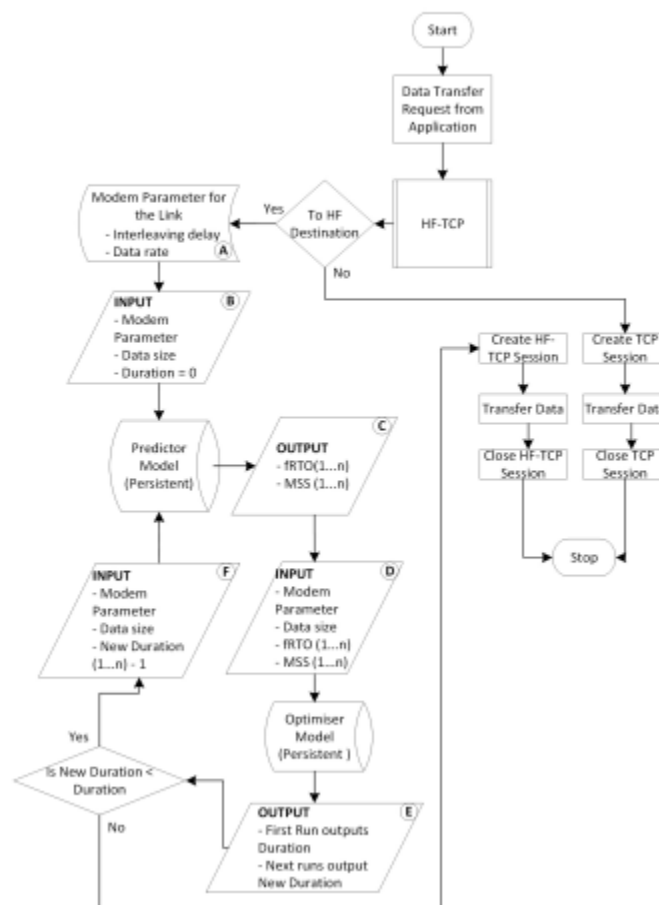 Start
Data Transfer
Request from
Application
HF-TCP
To HF
Destination
Yes
No
Modem Parameter for
the Link
- Interleaving delay
- Data rate
A
INPUT
B
- Modem
Parameter
- Data size
- Duration = 0
Predictor
Model
(Persistent)
C
OUTPUT
- fRTO(1...n)
- MSS (1...n)
INPUT
D
- Modem
Parameter
- Data size
- fRTO (1...n)
- MSS (1...n)
Optimiser
Model
(Persistent )
OUTPUT
E
- First Run outputs
Duration
- Next runs output
New Duration
Is New Duration <
Duration
Yes
No
INPUT
F
- Modem
Parameter
- Data size
- New Duration
(1...n) - 1
Create HF-
TCP Session
Transfer Data
Close HF-TCP
Session
Create TCP
Session
Transfer Dat
Close TCP
Session
Stop